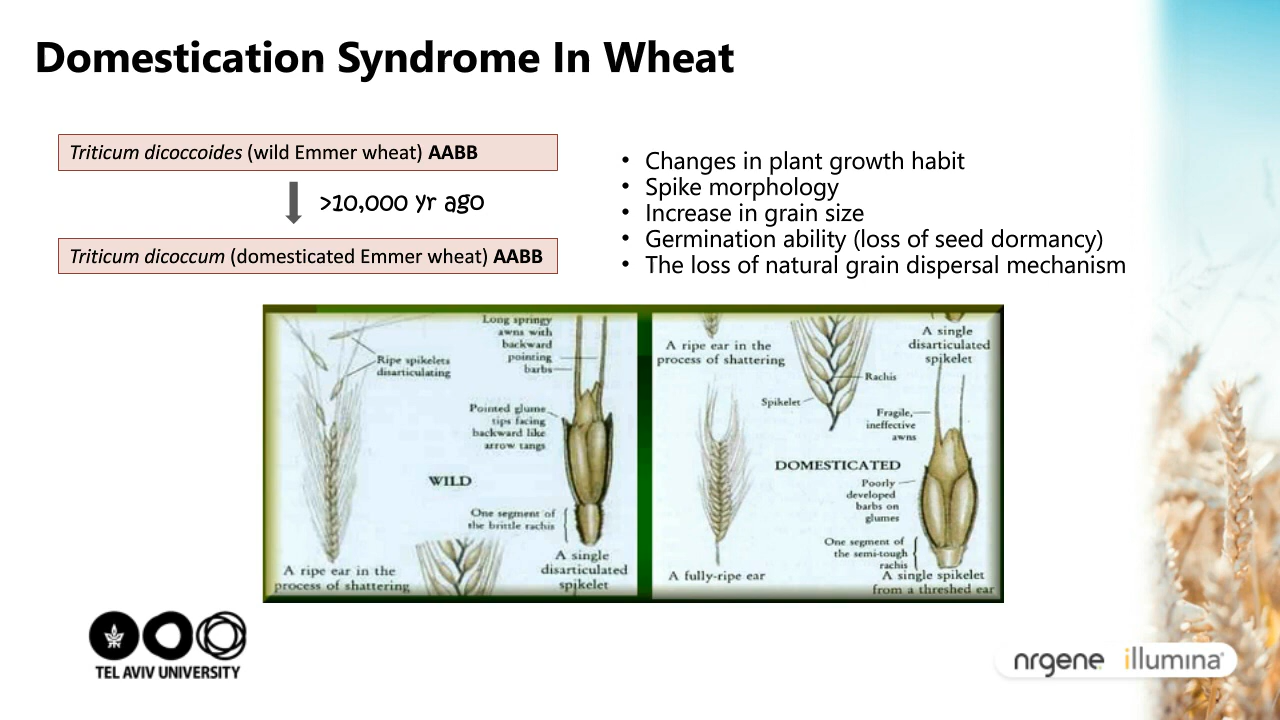 Domestication Syndrome In Wheat
Triticum dicoccoides (wild Emmer wheat) AABB
>10,000 yr ago
Triticum dicoccum (domesticated Emmer wheat) AABB
• Changes in plant growth habit
• Spike morphology
• Increase in grain size
• Germination ability (loss of seed dormancy)
• The loss of natural grain dispersal mechanism
Long springy
awns with
backward
pointing
barbs
Ripe spikelets
disarticulating
Pointed glume
tips facing
backward like
arrow tangs
WILD
One segment of
the brittle rachis
A ripe ear in the
process of shattering
A single
disarticulated
spikelet
A ripe ear in the
process of shattering
A single
disarticulated
spikelet
Rachis
Spikelet
Fragile,
ineffective
awns
DOMESTICATED
Poorly
developed
barbs on
glumes
One segment of
the semi-tough
rachis
A fully-ripe ear
A single spikelet
from a threshed ear
TEL AVIV UNIVERSITY
nrgene illumina®